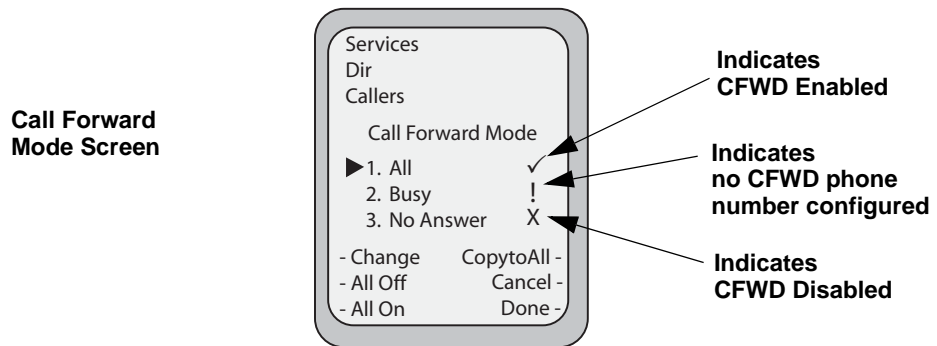 Call Forward
Mode Screen
Services
Dir
Callers
Call Forward Mode
1. All ✓
2. Busy !
3. No Answer X
- Change CopytoAll -
- All Off Cancel -
- All On Done -
Indicates
CFWD Enabled
Indicates
no CFWD phone
number configured
Indicates
CFWD Disabled